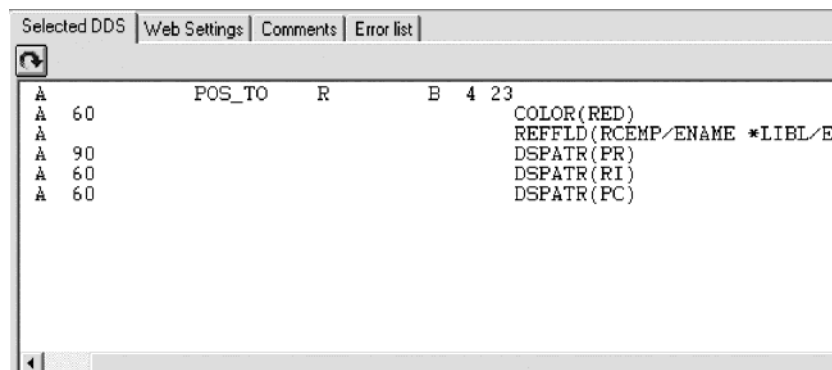 Selected DDS Web Settings Comments Error list
A POS_TO R B 4 23
A 60 COLOR(RED)
A REFFLD(RCEMP/ENAME *LIBL/E
A 90 DSPATR(PR)
A 60 DSPATR(RI)
A 60 DSPATR(PC)